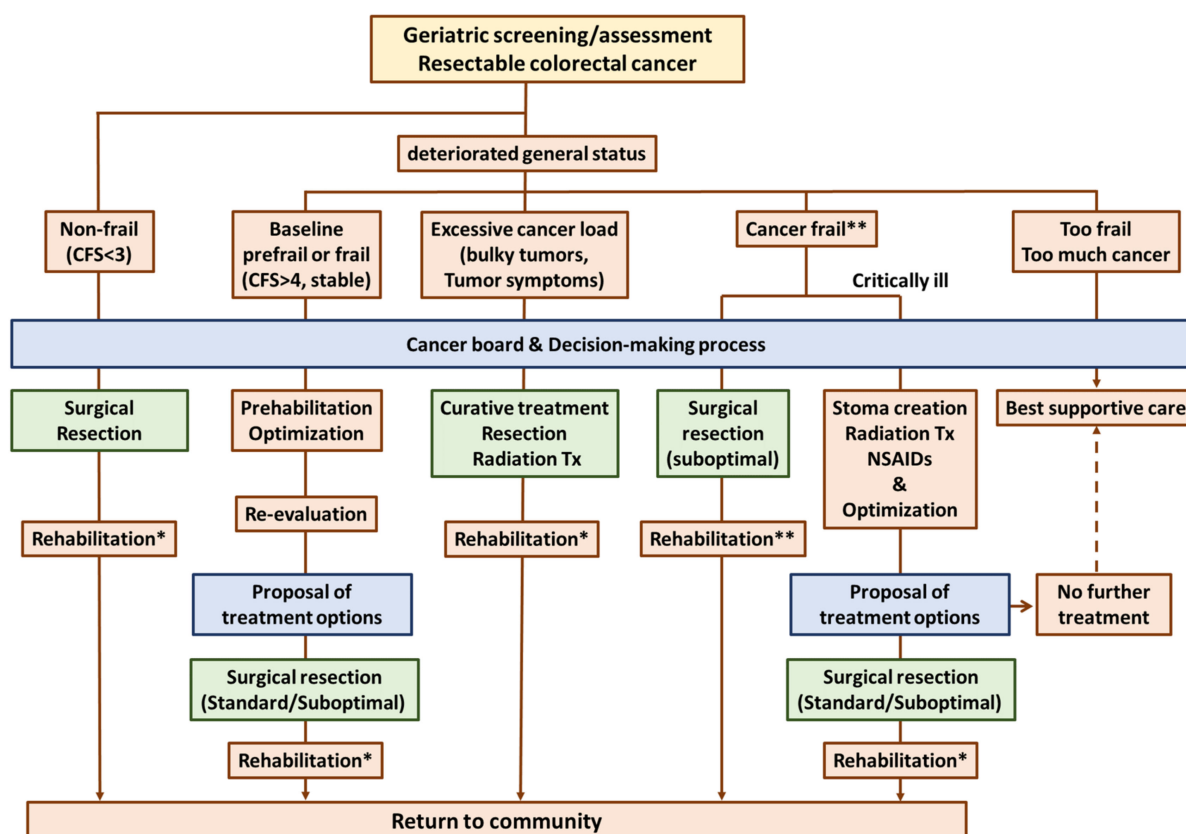 Geriatric screening/assessment
Resectable colorectal cancer
deteriorated general status
Non-frail
(CFS<3)
Baseline
prefrail or frail
(CFS>4, stable)
Excessive cancer load
(bulky tumors,
Tumor symptoms)
Cancer frail**
Too frail
Too much cancer
Critically ill
Cancer board & Decision-making process
Surgical
Resection
Prehabilitation
Optimization
Curative treatment
Resection
Radiation Tx
Surgical
resection
(suboptimal)
Stoma creation
Radiation Tx
NSAIDs
&
Optimization
Best supportive care
Rehabilitation*
Re-evaluation
Rehabilitation*
Rehabilitation**
Proposal of
treatment options
Proposal of
treatment options
No further
treatment
Surgical resection
(Standard/Suboptimal)
Surgical resection
(Standard/Suboptimal)
Rehabilitation*
Rehabilitation*
Return to community